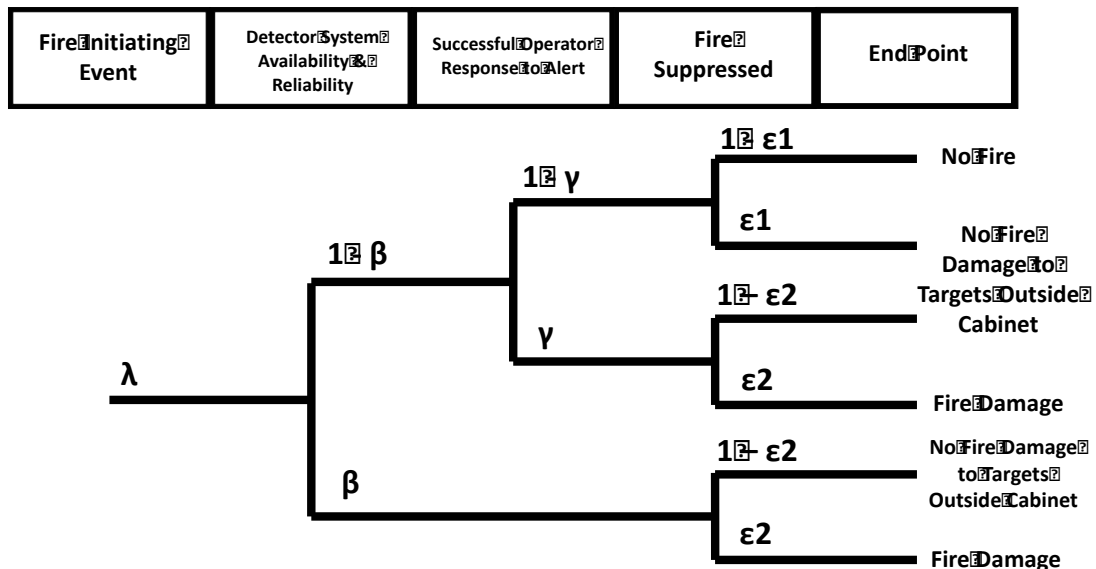 Fire Initiating
Event
Detector System
Availability &
Reliability
Successful Operator
Response to Alert
Fire
Suppressed
End Point
1 - ε1
No Fire
1 - γ
ε1
No Fire
Damage to
Targets Outside
Cabinet
1 - β
1 – ε2
γ
λ
ε2
Fire Damage
1 – ε2
No Fire Damage
to Targets
Outside Cabinet
β
ε2
Fire Damage